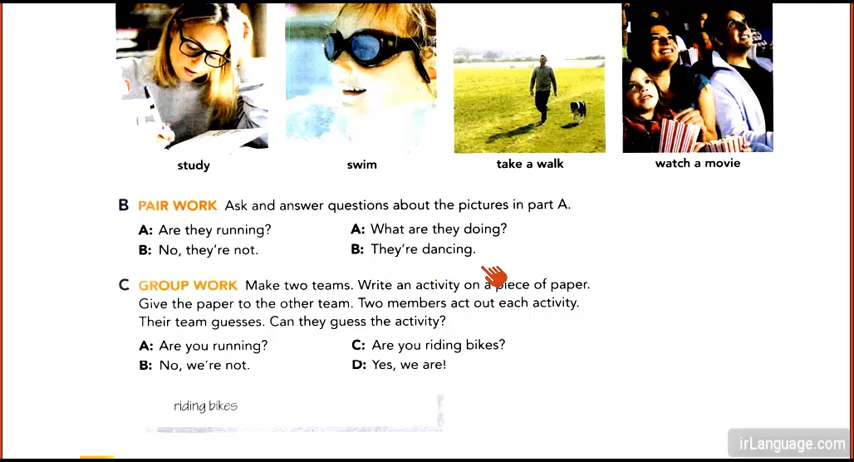 study
swim
take a walk
watch a movie
B PAIR WORK Ask and answer questions about the pictures in part A.
A: Are they running?
B: No, they're not.
A: What are they doing?
B: They're dancing.
C GROUP WORK Make two teams. Write an activity on a piece of paper.
Give the paper to the other team. Two members act out each activity.
Their team guesses. Can they guess the activity?
A: Are you running?
B: No, we're not.
C: Are you riding bikes?
D: Yes, we are!
riding bikes
irLanguage.com